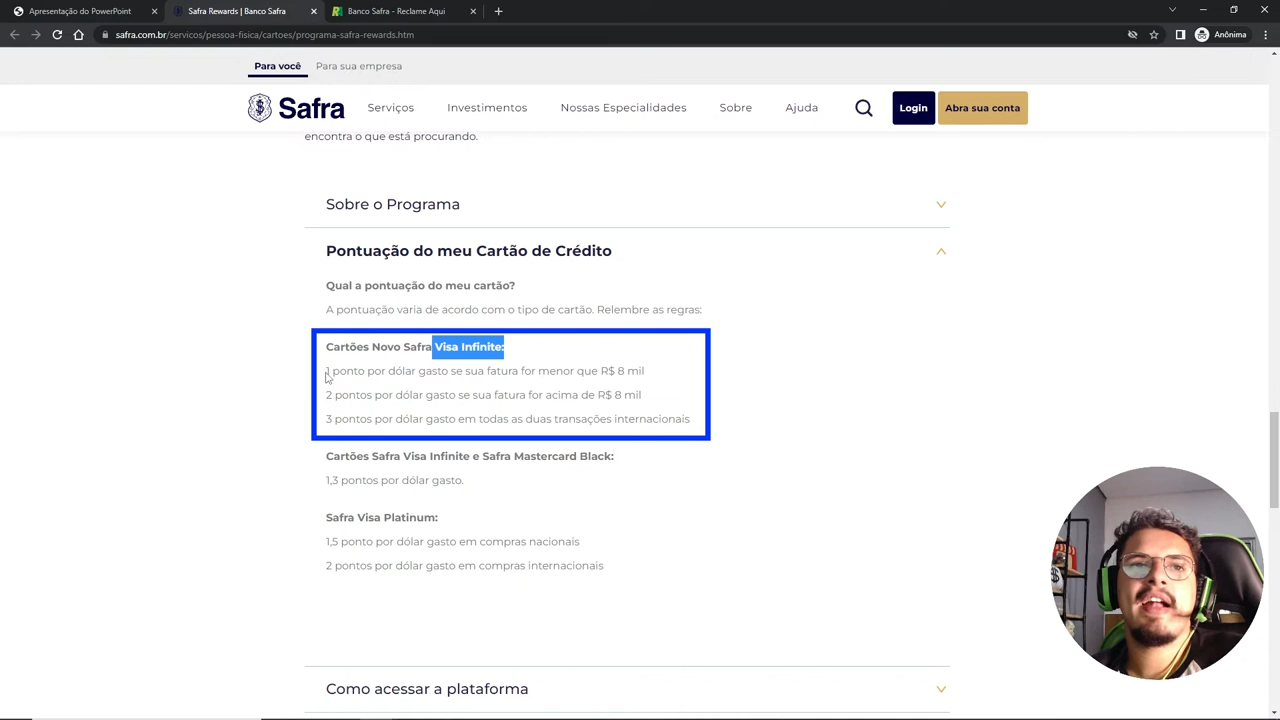 Apresentação do PowerPoint
Safra Rewards | Banco Safra
Banco Safra - Reclame Aqui
safra.com.br/servicos/pessoa-fisica/cartoes/programa-safra-rewards.htm
Anônima
Para você
Para sua empresa
Safra
Serviços
Investimentos
Nossas Especialidades
Sobre
Ajuda
Login
Abra sua conta
encontra o que está procurando.
Sobre o Programa
Pontuação do meu Cartão de Crédito
Qual a pontuação do meu cartão?
A pontuação varia de acordo com o tipo de cartão. Relembre as regras:
Cartões Novo Safra Visa Infinite:
1 ponto por dólar gasto se sua fatura for menor que R$ 8 mil
2 pontos por dólar gasto se sua fatura for acima de R$ 8 mil
3 pontos por dólar gasto em todas as duas transações internacionais
Cartões Safra Visa Infinite e Safra Mastercard Black:
1,3 pontos por dólar gasto.
Safra Visa Platinum:
1,5 ponto por dólar gasto em compras nacionais
2 pontos por dólar gasto em compras internacionais
Como acessar a plataforma